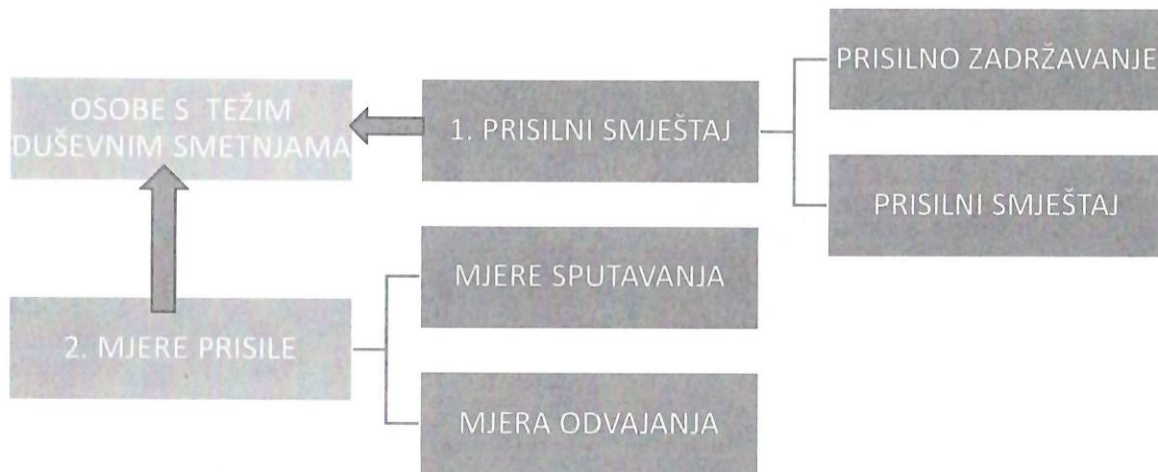 OSOBE S TEŽIM
DUŠEVNIM SMETNJAMA
1. PRISILNI SMJEŠTAJ
PRISILNO ZADRŽAVANJE
PRISILNI SMJEŠTAJ
2. MJERE PRISILE
MJERE SPUTAVANJA
MJERA ODVAJANJA